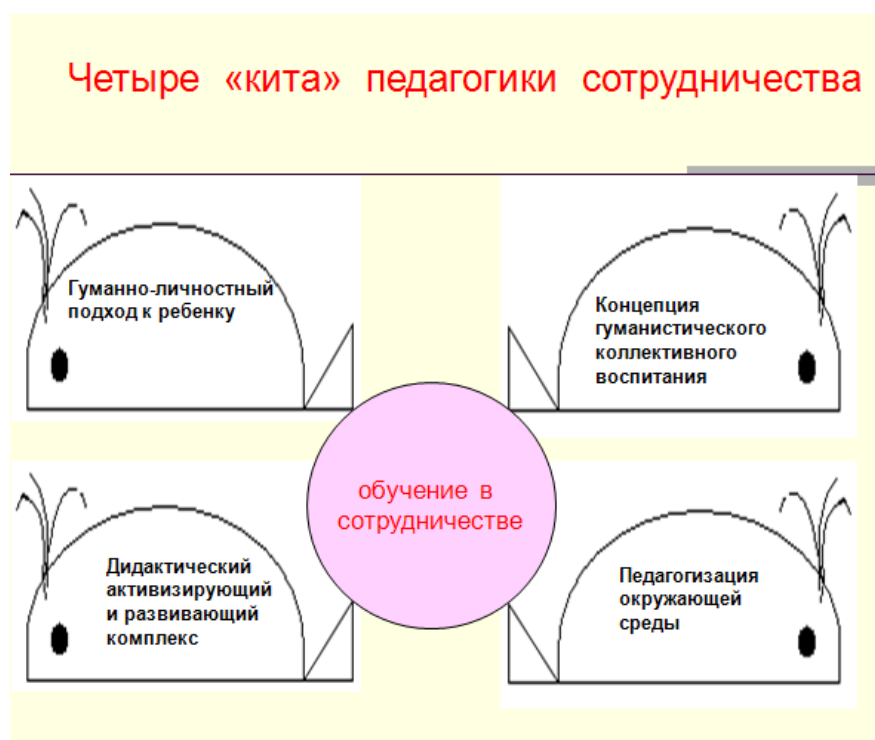 Четыре «кита» педагогики сотрудничества
Гуманно-личностный
подход к ребенку
Концепция
гуманистического
коллективного
воспитания
обучение в
сотрудничестве
Дидактический
активизирующий
и развивающий
комплекс
Педагогизация
окружающей
среды